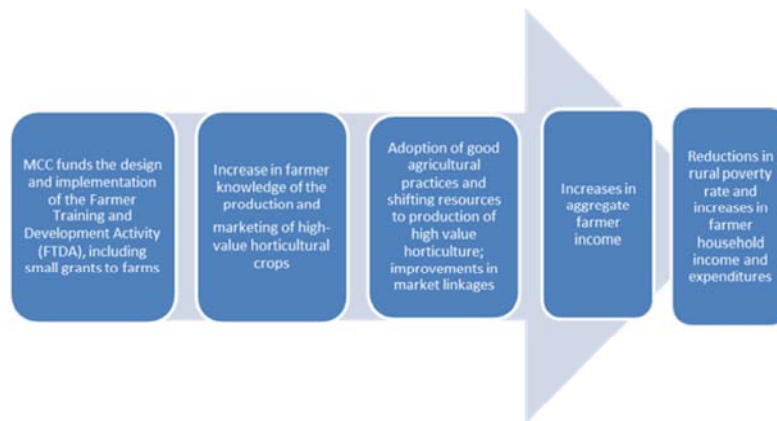 MCC funds the design
and implementation
of the Farmer
Training and
Development Activity
(FTDA), including
small grants to farms
Increase in farmer
knowledge of the
production and
marketing of high-
value horticultural
crops
Adoption of good
agricultural
practices and
shifting resources
to production of
high value
horticulture;
improvements in
market linkages
Increases in
aggregate
farmer
income
Reductions in
rural poverty
rate and
increases in
farmer
household
income and
expenditures